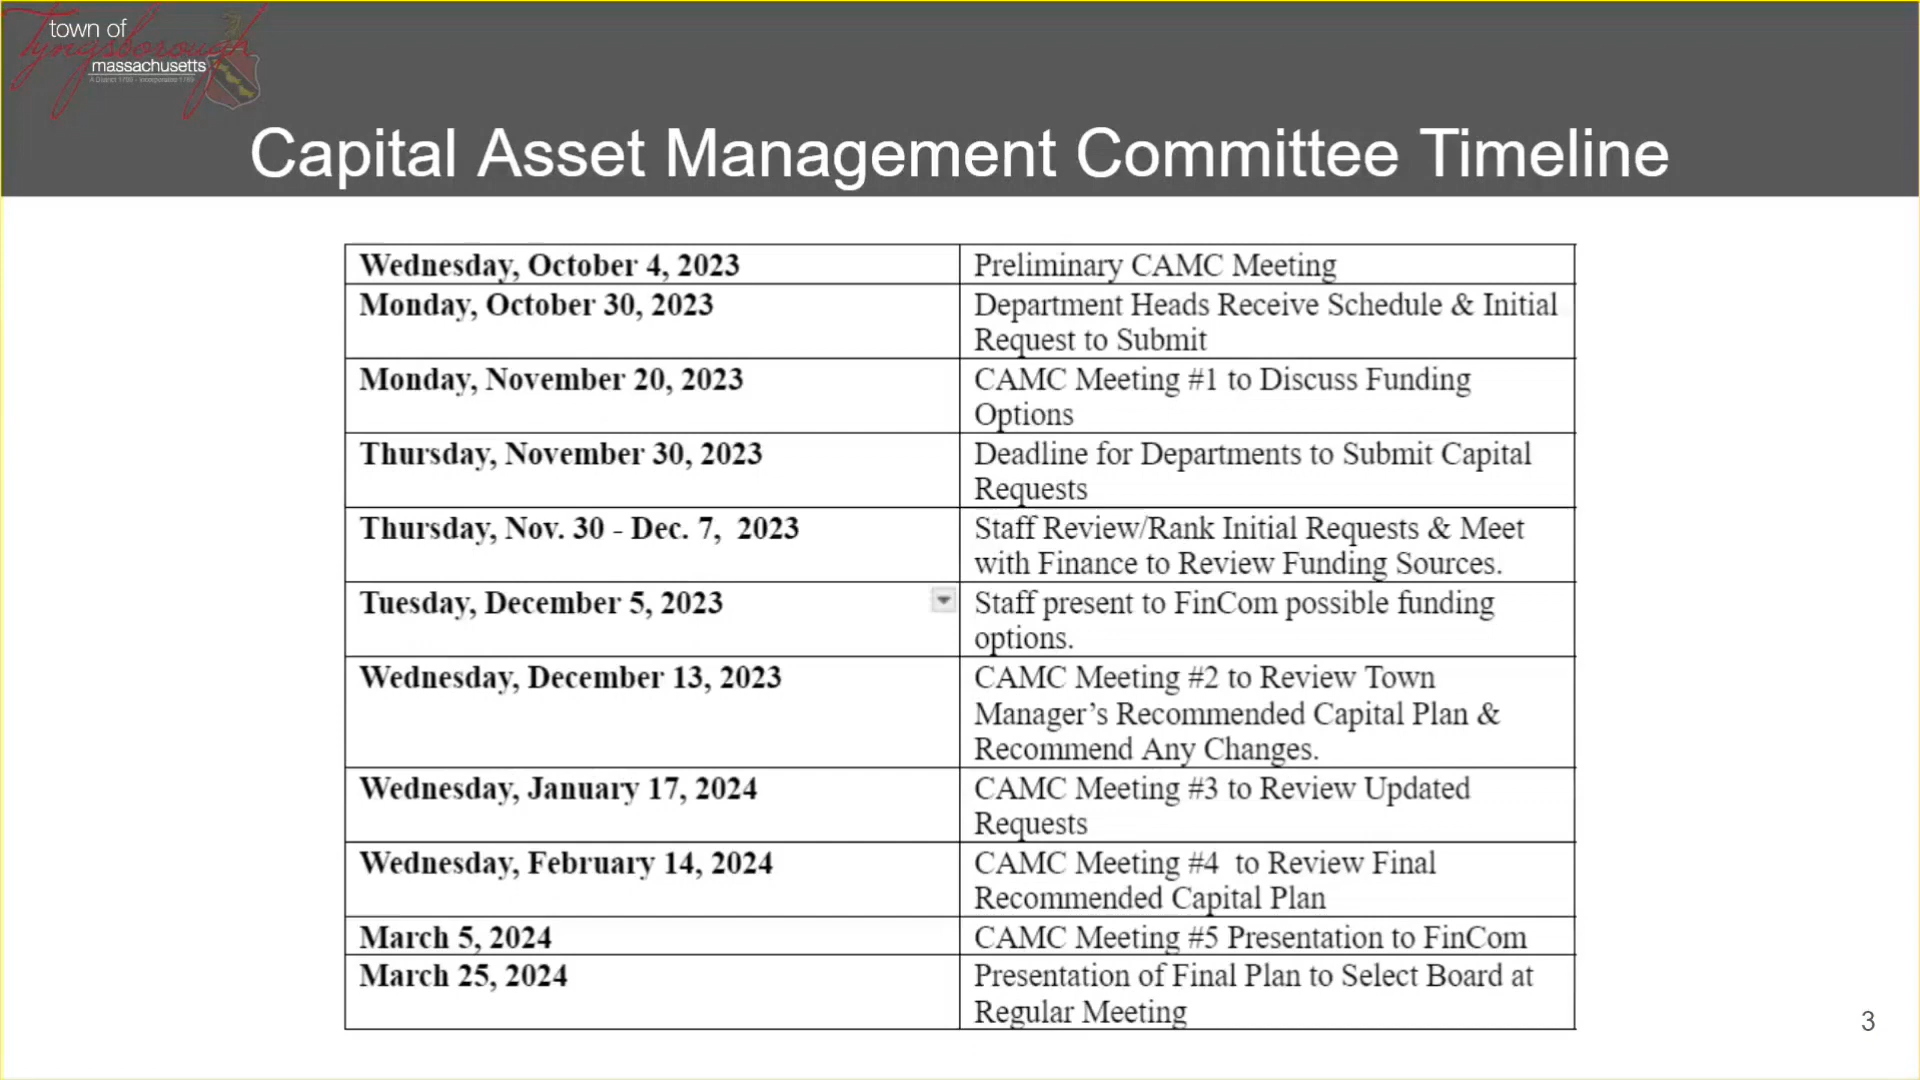 town of
Tyngsborough
massachusetts
Capital Asset Management Committee Timeline
Wednesday, October 4, 2023
Preliminary CAMC Meeting
Monday, October 30, 2023
Department Heads Receive Schedule & Initial
Request to Submit
Monday, November 20, 2023
CAMC Meeting #1 to Discuss Funding
Options
Thursday, November 30, 2023
Deadline for Departments to Submit Capital
Requests
Thursday, Nov. 30 - Dec. 7,  2023
Staff Review/Rank Initial Requests & Meet
with Finance to Review Funding Sources.
Tuesday, December 5, 2023
Staff present to FinCom possible funding
options.
Wednesday, December 13, 2023
CAMC Meeting #2 to Review Town
Manager’s Recommended Capital Plan &
Recommend Any Changes.
Wednesday, January 17, 2024
CAMC Meeting #3 to Review Updated
Requests
Wednesday, February 14, 2024
CAMC Meeting #4  to Review Final
Recommended Capital Plan
March 5, 2024
CAMC Meeting #5 Presentation to FinCom
March 25, 2024
Presentation of Final Plan to Select Board at
Regular Meeting
3